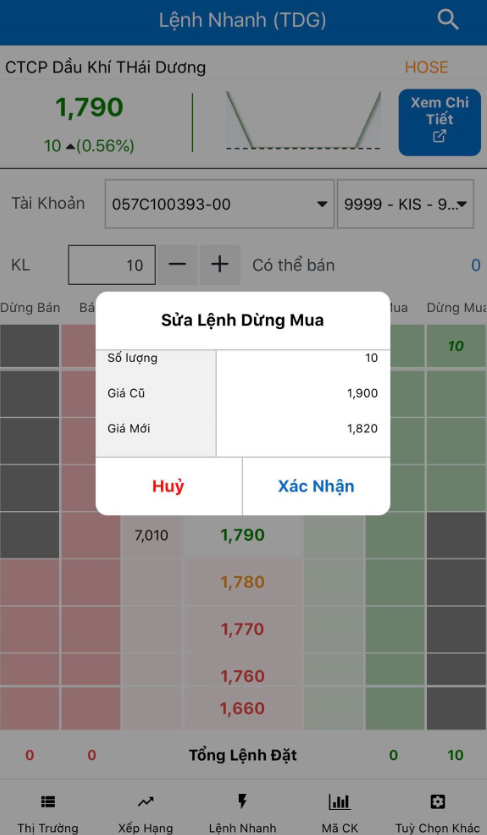 Lệnh Nhanh (TDG)
CTCP Dầu Khí THái Dương HOSE
1,790
10 (0.56%)
Xem Chi
Tiết
Tài Khoản 057C100393-00 9999 - KIS - 9...
KL 10 Có thể bán 0
Dừng Bán Bá Mua Dừng Mua
10
Sửa Lệnh Dừng Mua
Số lượng 10
Giá Cũ 1,900
Giá Mới 1,820
Huỷ Xác Nhận
7,010 1,790
1,780
1,770
1,760
1,660
0 0 Tổng Lệnh Đặt 0 10
Thị Trường Xếp Hạng Lệnh Nhanh Mã CK Tuỳ Chọn Khác